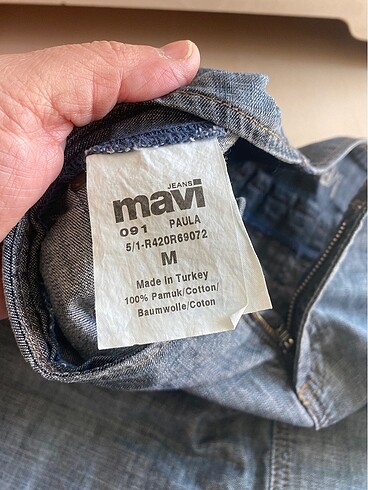 JEANS
mavi
091 PAULA
5/1-R420R69072
M
Made In Turkey
100% Pamuk/Cotton/
Baumwolle/Coton